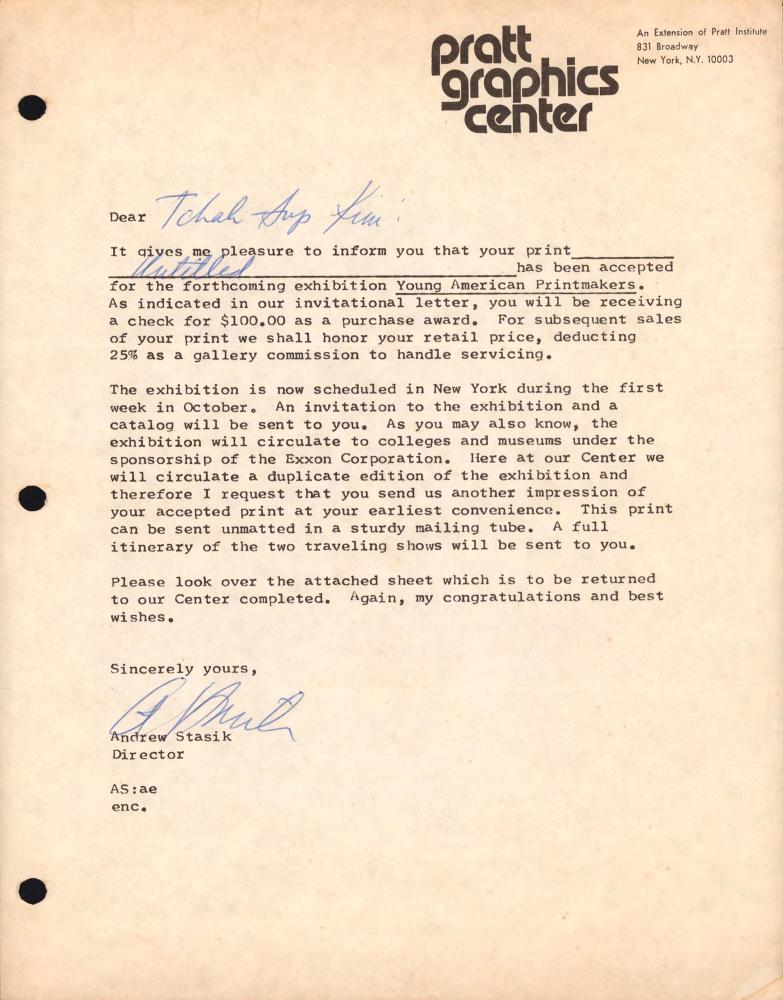 pratt
graphics
center
An Extension of Pratt Institute
831 Broadway
New York, N.Y. 10003
Dear Tchah Sup Kim:
It gives me pleasure to inform you that your print
Untitled has been accepted
for the forthcoming exhibition Young American Printmakers.
As indicated in our invitational letter, you will be receiving
a check for $100.00 as a purchase award. For subsequent sales
of your print we shall honor your retail price, deducting
25% as a gallery commission to handle servicing.
The exhibition is now scheduled in New York during the first
week in October. An invitation to the exhibition and a
catalog will be sent to you. As you may also know, the
exhibition will circulate to colleges and museums under the
sponsorship of the Exxon Corporation. Here at our Center we
will circulate a duplicate edition of the exhibition and
therefore I request that you send us another impression of
your accepted print at your earliest convenience. This print
can be sent unmatted in a sturdy mailing tube. A full
itinerary of the two traveling shows will be sent to you.
Please look over the attached sheet which is to be returned
to our Center completed. Again, my congratulations and best
wishes.
Sincerely yours,
Andrew Stasik
Director
AS:ae
enc.